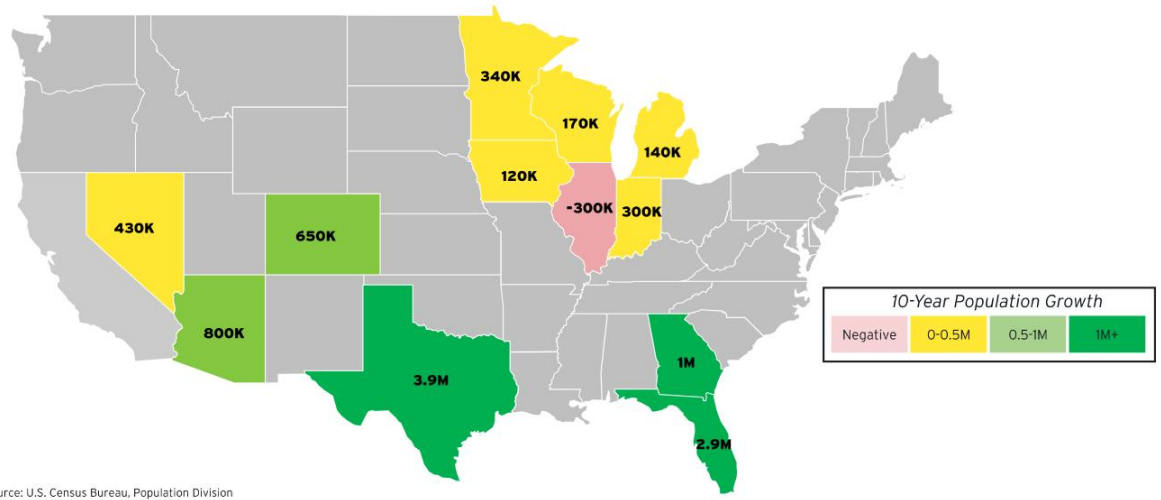 340K
170K
140K
120K
-300K
300K
430K
650K
800K
3.9M
1M
2.9M
10-Year Population Growth
Negative
0-0.5M
0.5-1M
1M+
urce: U.S. Census Bureau, Population Division